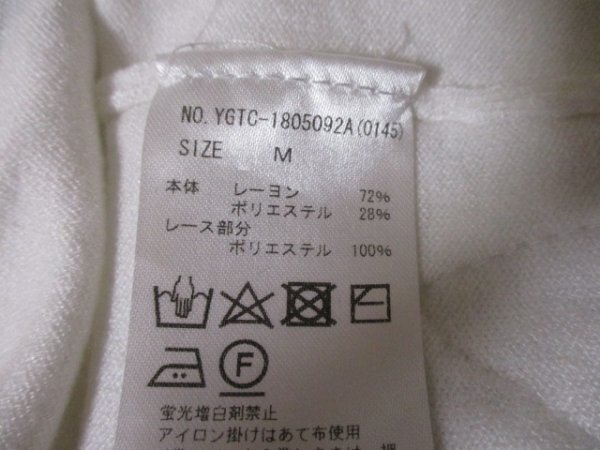 NO. YGTC-1805092A(0145)
SIZE M
本体 レーヨン 72%
ポリエステル 28%
レース部分
ポリエステル 100%
F
蛍光増白剤禁止
アイロン掛けはあて布使用